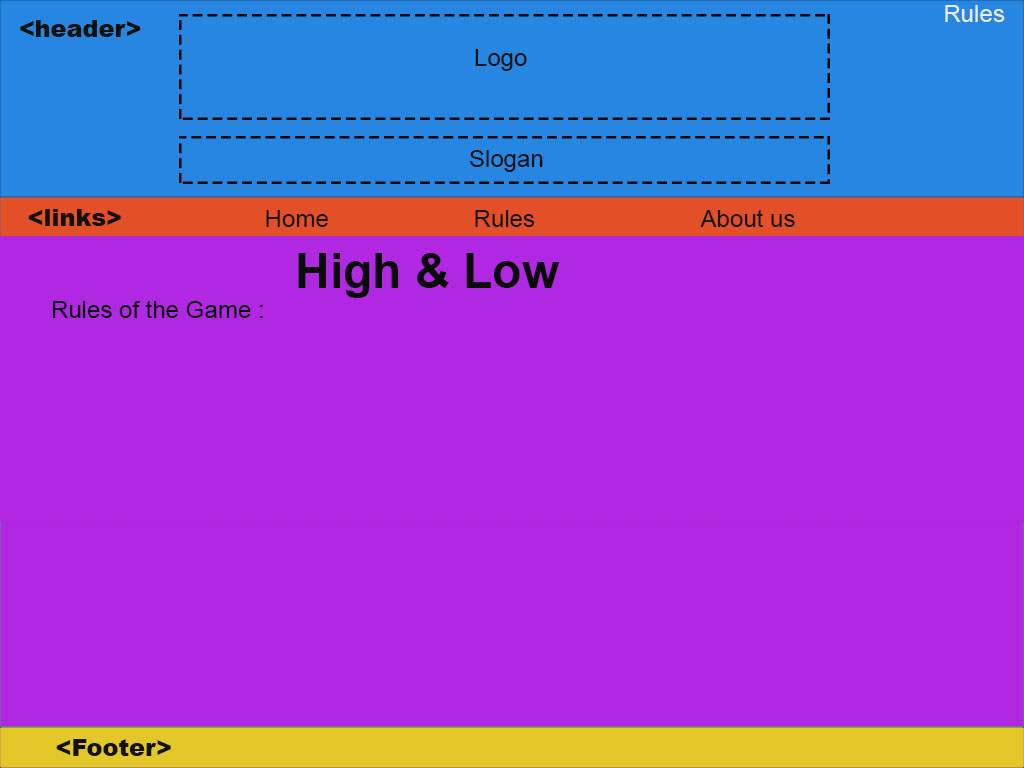 Rules
<header>
Logo
Slogan
<links> Home Rules About us
High & Low
Rules of the Game :
<Footer>